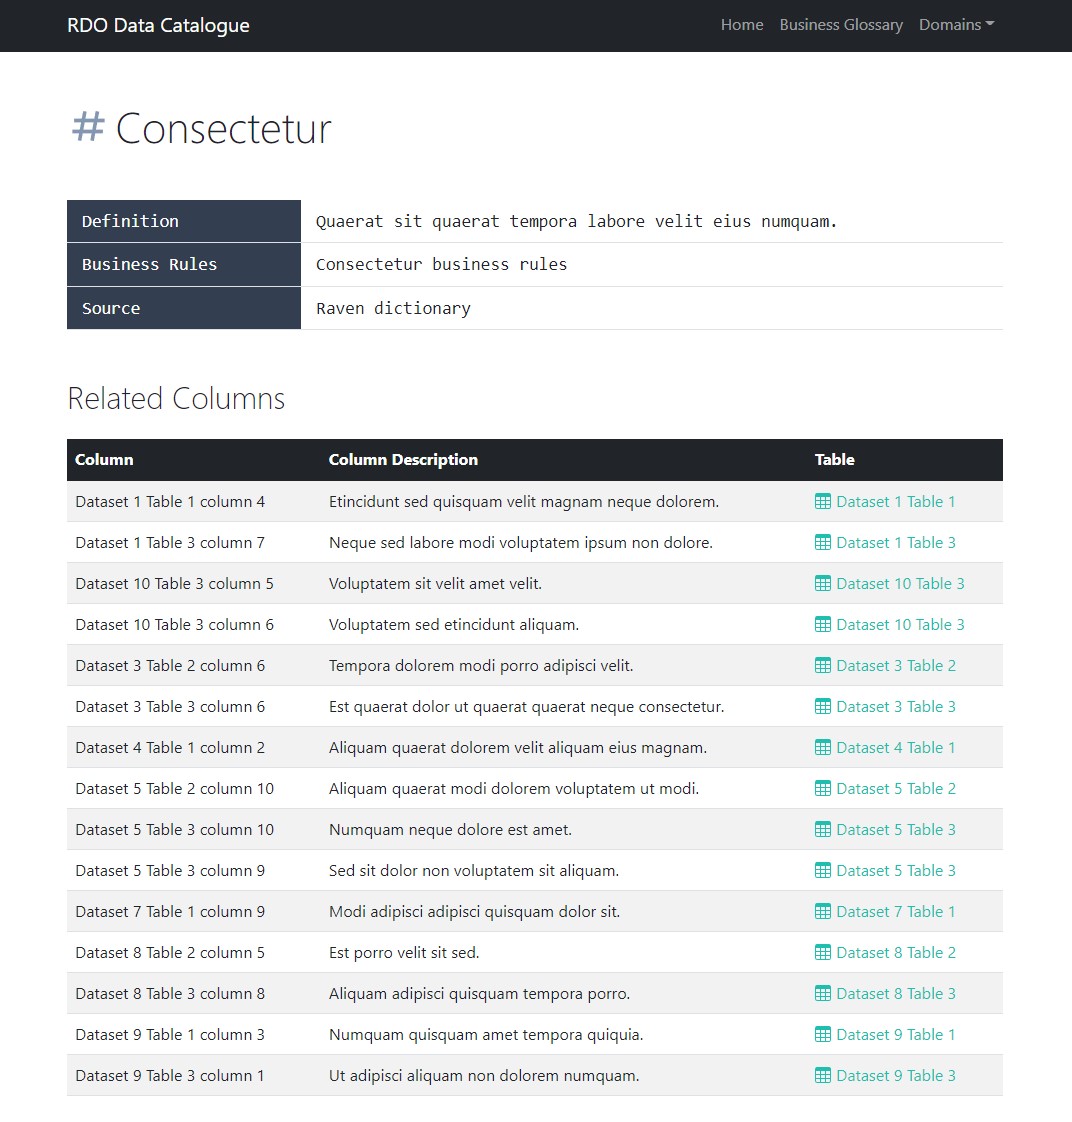 RDO Data Catalogue Home Business Glossary Domains
# Consectetur
Definition Quaerat sit quaerat tempora labore velit eius numquam.
Business Rules Consectetur business rules
Source Raven dictionary
Related Columns
Column Column Description Table
Dataset 1 Table 1 column 4 Etincidunt sed quisquam velit magnam neque dolorem. Dataset 1 Table 1
Dataset 1 Table 3 column 7 Neque sed labore modi voluptatem ipsum non dolore. Dataset 1 Table 3
Dataset 10 Table 3 column 5 Voluptatem sit velit amet velit. Dataset 10 Table 3
Dataset 10 Table 3 column 6 Voluptatem sed etincidunt aliquam. Dataset 10 Table 3
Dataset 3 Table 2 column 6 Tempora dolorem modi porro adipisci velit. Dataset 3 Table 2
Dataset 3 Table 3 column 6 Est quaerat dolor ut quaerat quaerat neque consectetur. Dataset 3 Table 3
Dataset 4 Table 1 column 2 Aliquam quaerat dolorem velit aliquam eius magnam. Dataset 4 Table 1
Dataset 5 Table 2 column 10 Aliquam quaerat modi dolorem voluptatem ut modi. Dataset 5 Table 2
Dataset 5 Table 3 column 10 Numquam neque dolore est amet. Dataset 5 Table 3
Dataset 5 Table 3 column 9 Sed sit dolor non voluptatem sit aliquam. Dataset 5 Table 3
Dataset 7 Table 1 column 9 Modi adipisci adipisci quisquam dolor sit. Dataset 7 Table 1
Dataset 8 Table 2 column 5 Est porro velit sit sed. Dataset 8 Table 2
Dataset 8 Table 3 column 8 Aliquam adipisci quisquam tempora porro. Dataset 8 Table 3
Dataset 9 Table 1 column 3 Numquam quisquam amet tempora quiquia. Dataset 9 Table 1
Dataset 9 Table 3 column 1 Ut adipisci aliquam non dolorem numquam. Dataset 9 Table 3